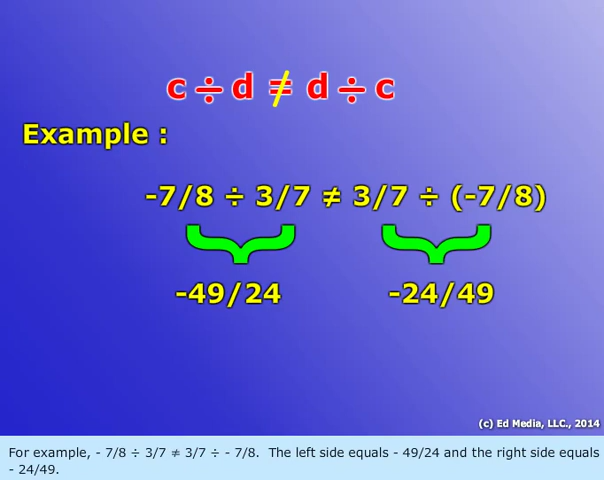 c ÷ d ≠ d ÷ c
Example :
-7/8 ÷ 3/7 ≠ 3/7 ÷ (-7/8)
-49/24 -24/49
(c) Ed Media, LLC., 2014
For example, - 7/8 ÷ 3/7 ≠ 3/7 ÷ - 7/8. The left side equals - 49/24 and the right side equals
- 24/49.